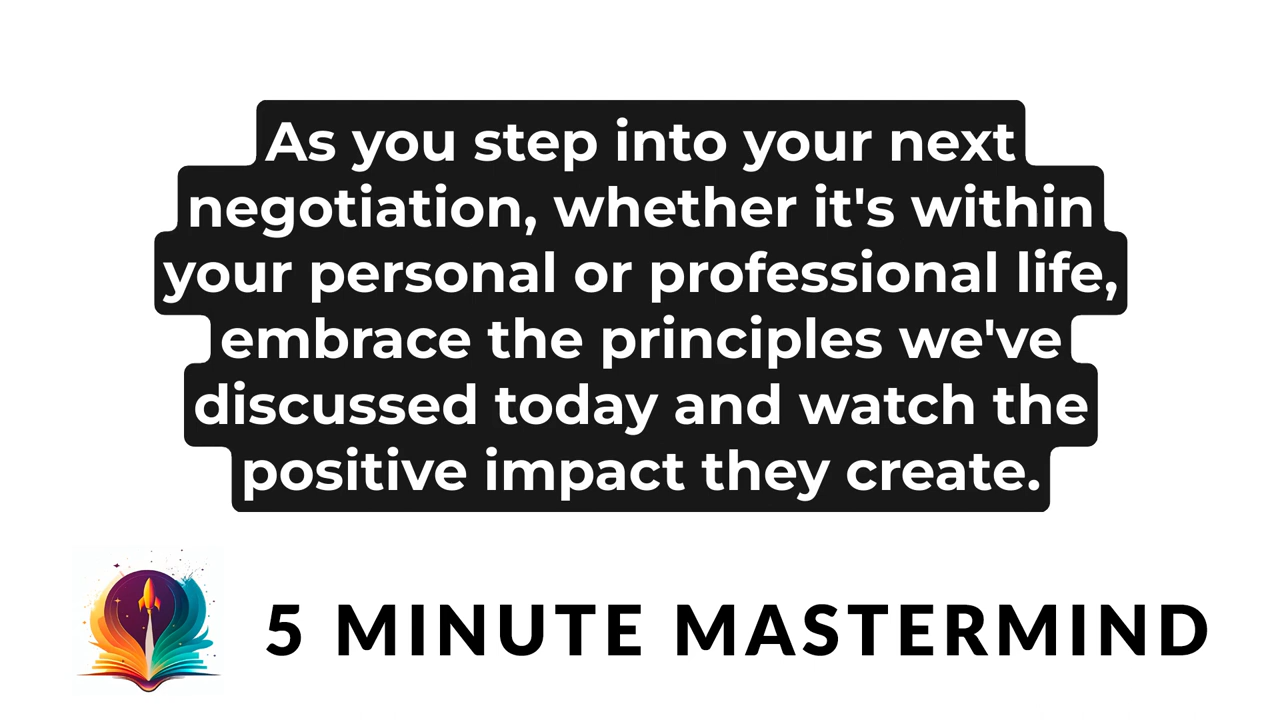 As you step into your next
negotiation, whether it's within
your personal or professional life,
embrace the principles we've
discussed today and watch the
positive impact they create.
5 MINUTE MASTERMIND